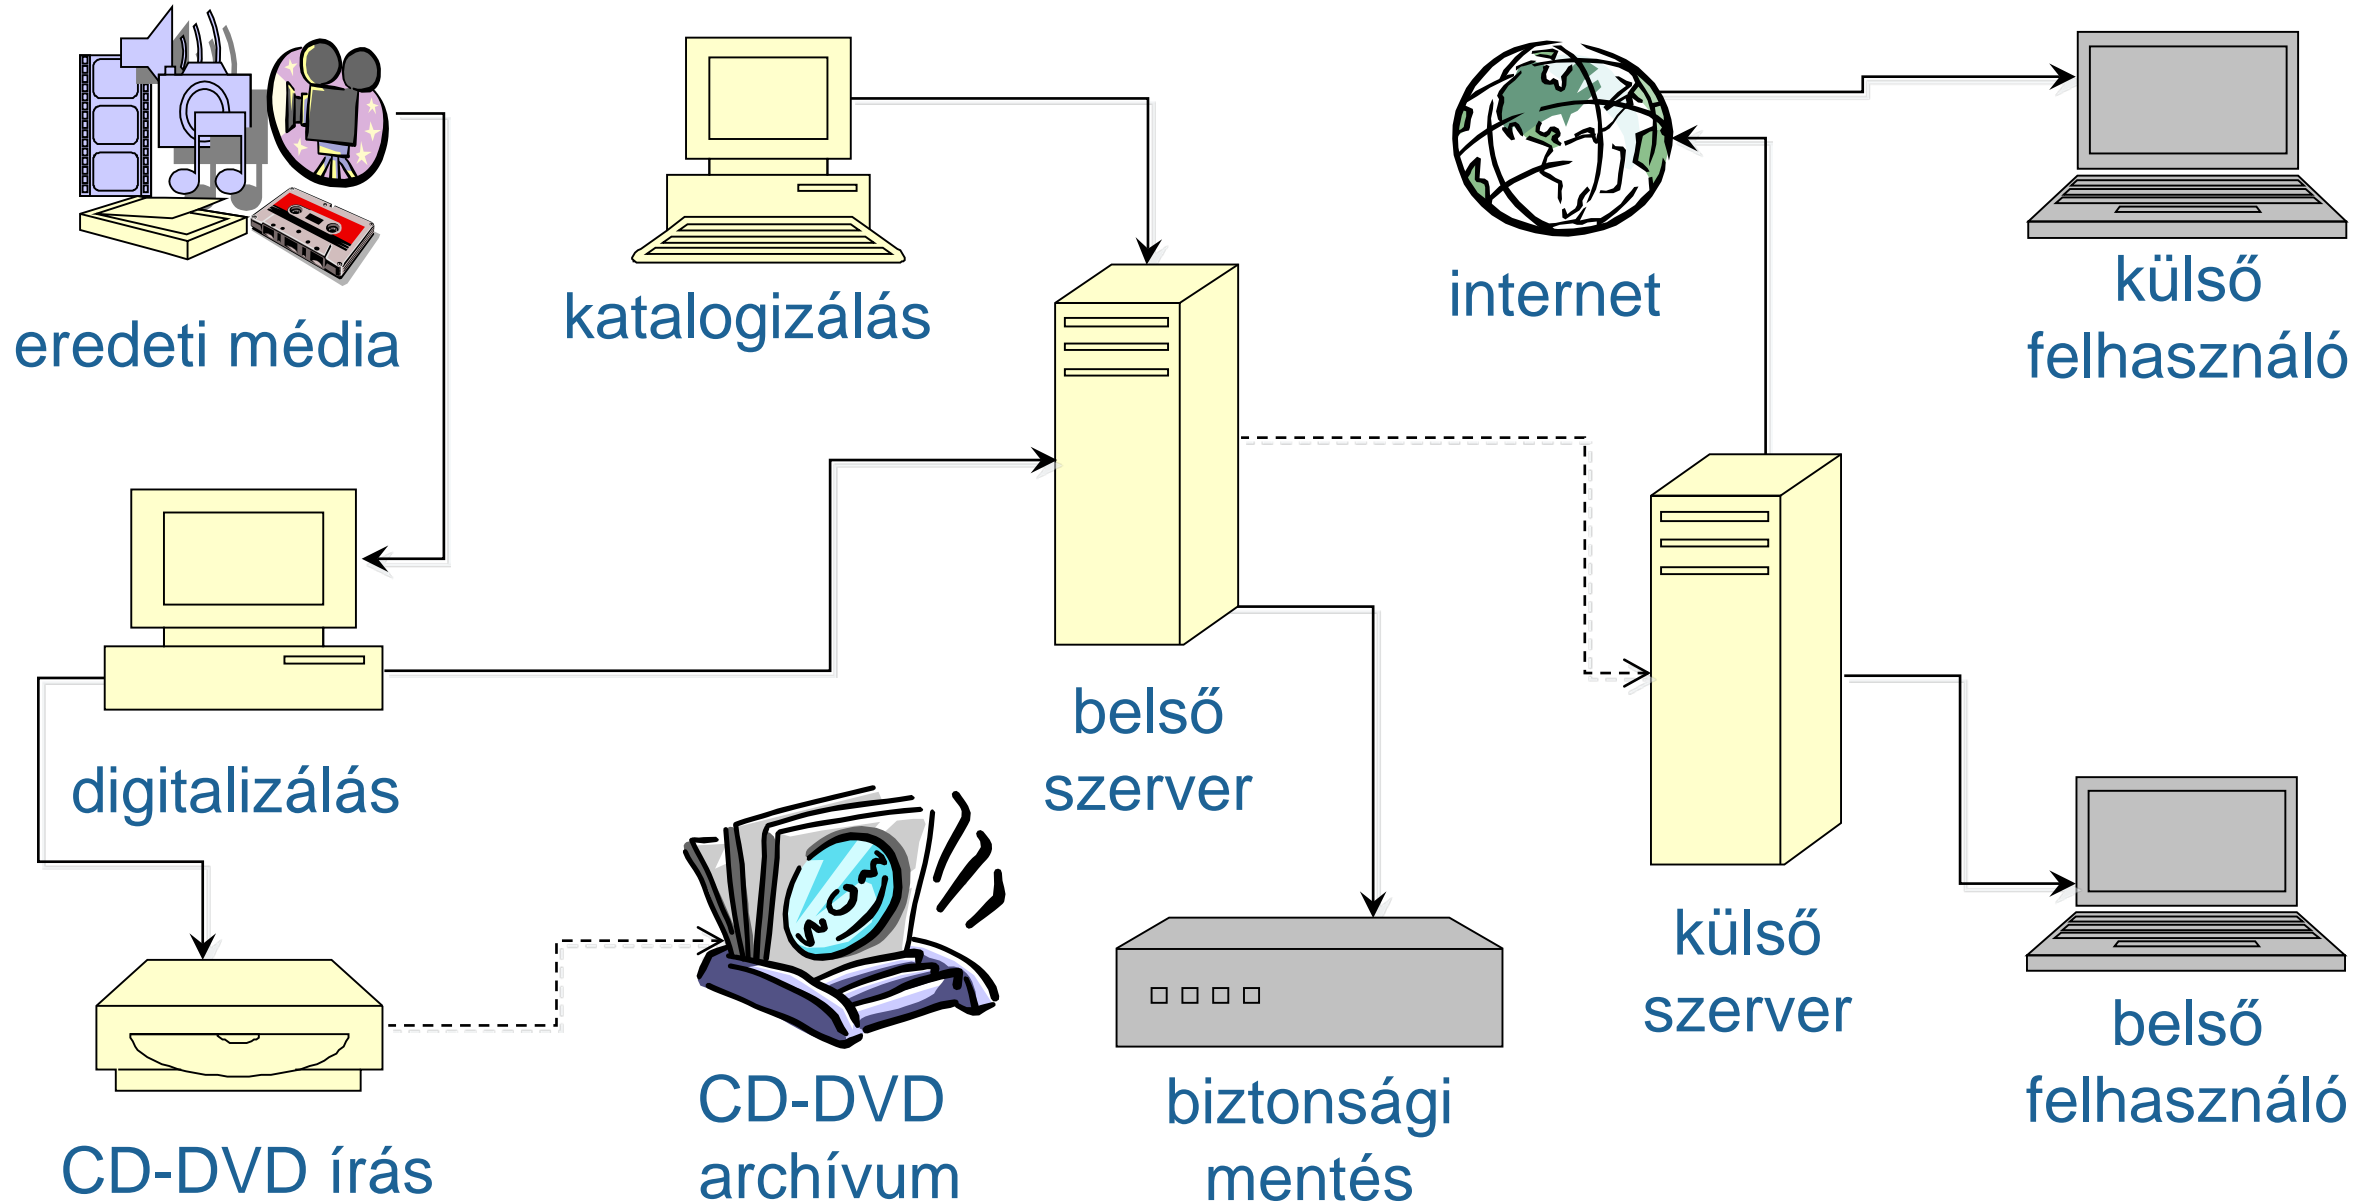 eredeti média
katalogizálás
internet
külső
felhasználó
digitalizálás
belső
szerver
külső
szerver
belső
felhasználó
CD-DVD írás
CD-DVD
archívum
biztonsági
mentés